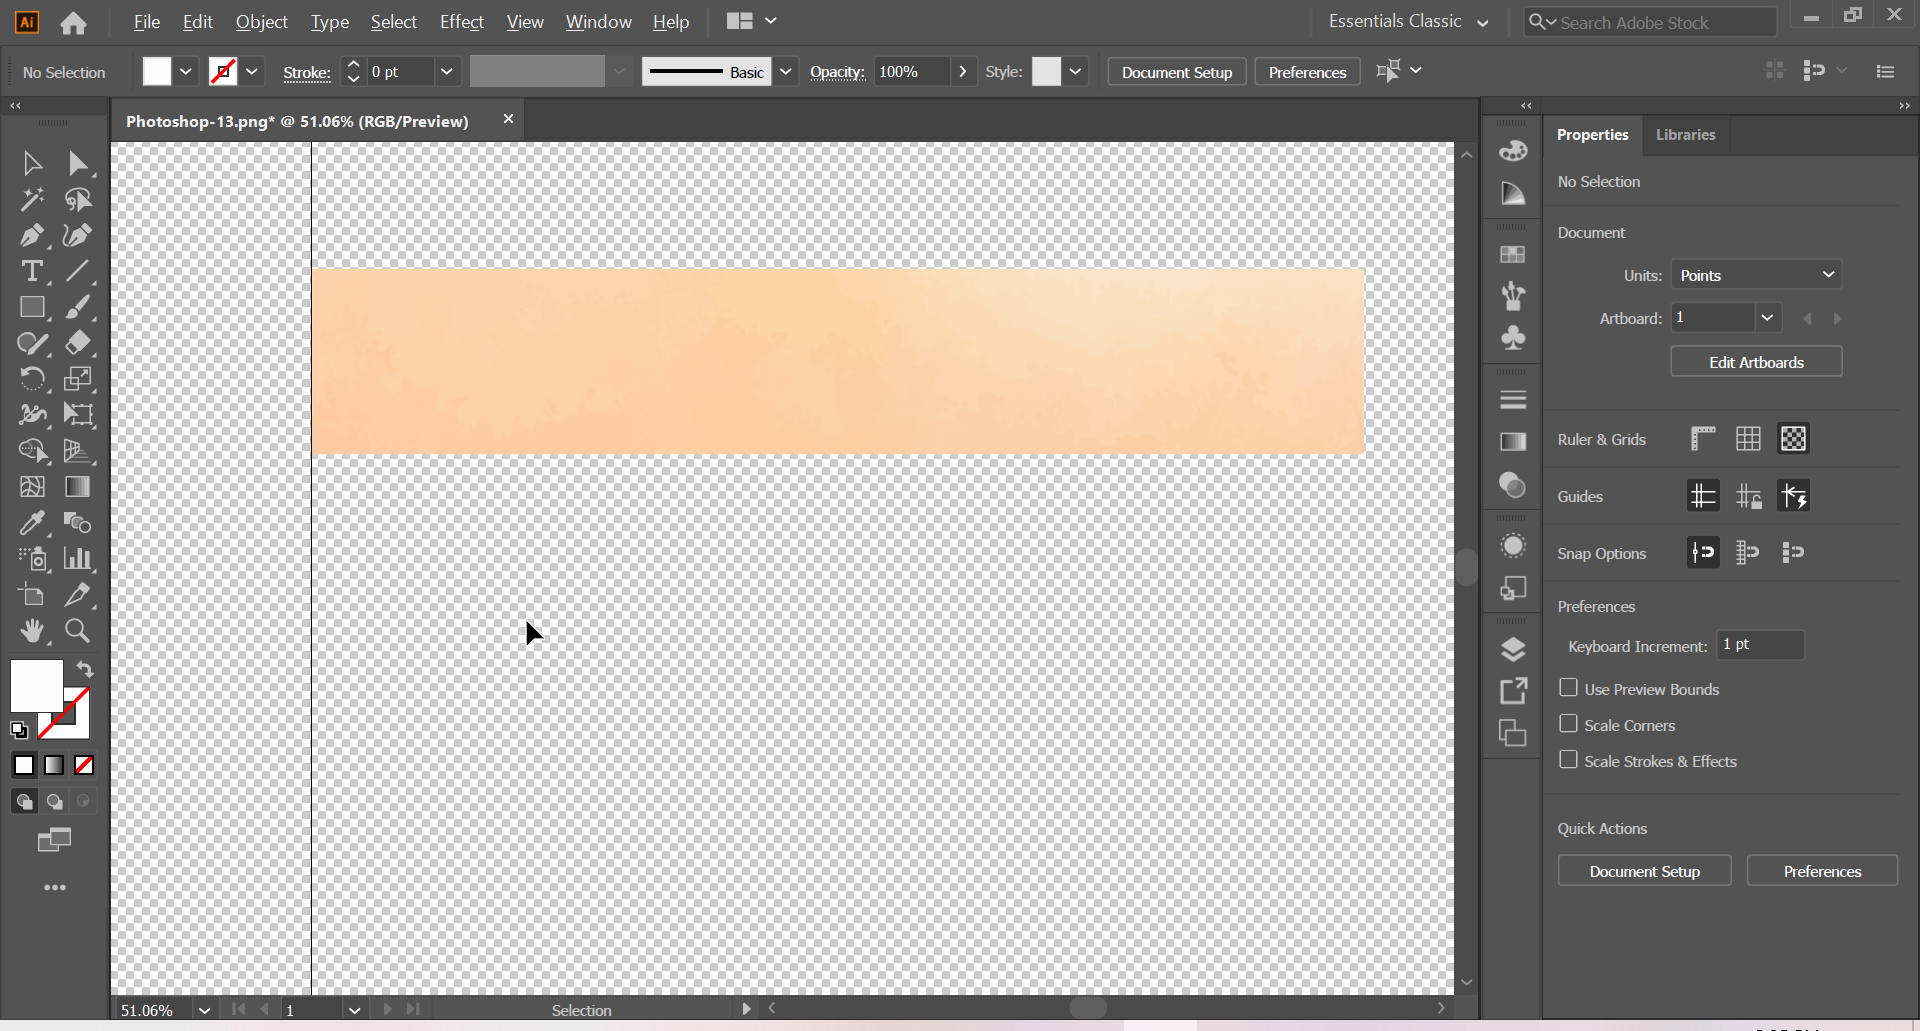 Ai
File Edit Object Type Select Effect View Window Help
Essentials Classic
Search Adobe Stock
No Selection
Stroke: 0 pt
Basic
Opacity: 100%
Style:
Document Setup
Preferences
Photoshop-13.png* @ 51.06% (RGB/Preview)
Properties Libraries
No Selection
Document
Units: Points
Artboard: 1
Edit Artboards
Ruler & Grids
Guides
Snap Options
Preferences
Keyboard Increment: 1 pt
Use Preview Bounds
Scale Corners
Scale Strokes & Effects
Quick Actions
Document Setup
Preferences
51.06%
1
Selection